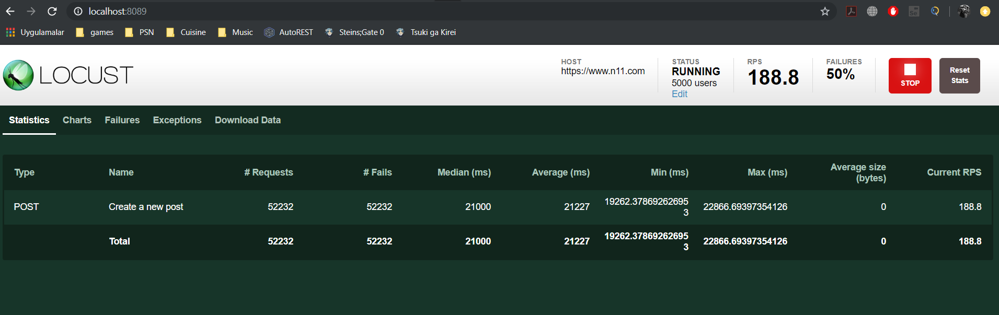 localhost:8089
Uygulamalar games PSN Cuisine Music AutoREST Steins;Gate 0 Tsuki ga Kirei
LOCUST
HOST
https://www.n11.com
STATUS
RUNNING
5000 users
Edit
RPS
188.8
FAILURES
50%
STOP
Reset
Stats
Statistics Charts Failures Exceptions Download Data
Type Name # Requests # Fails Median (ms) Average (ms) Min (ms) Max (ms) Average size
(bytes) Current RPS
POST Create a new post 52232 52232 21000 21227 19262.37869262695
3 22866.69397354126 0 188.8
Total 52232 52232 21000 21227 19262.37869262695
3 22866.69397354126 0 188.8